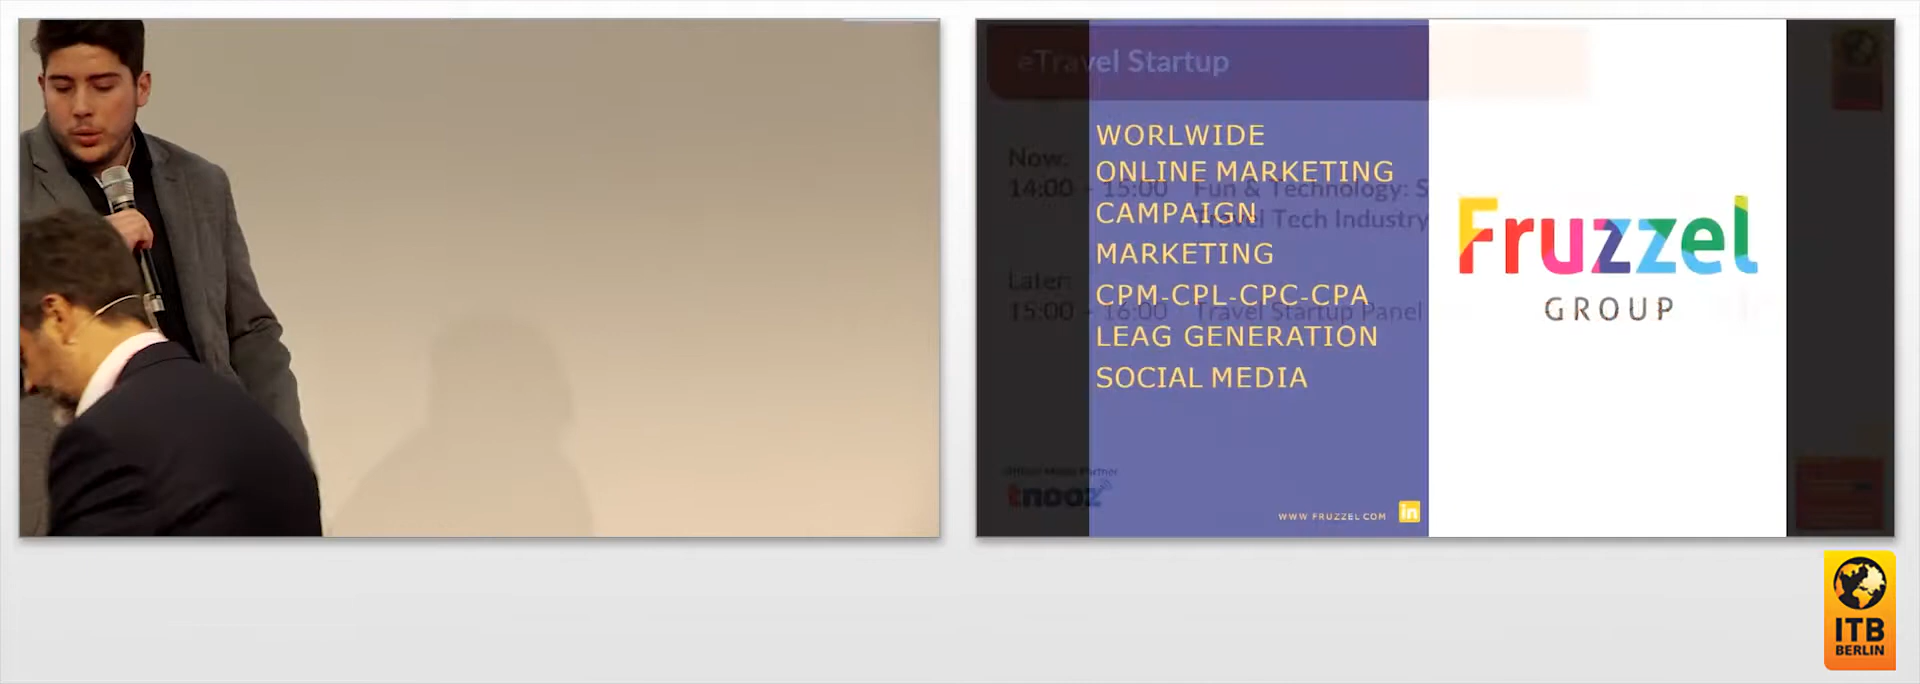 eTravel Startup
Now:
14:00 - 15:00 Fun & Technology: S
Travel Tech Industry
Later:
15:00 - 16:00 Travel Startup Panel
tnooz
WORLWIDE
ONLINE MARKETING
CAMPAIGN
MARKETING
CPM-CPL-CPC-CPA
LEAG GENERATION
SOCIAL MEDIA
WWW FRUZZEL COM in
Fruzzel
GROUP
ITB
BERLIN